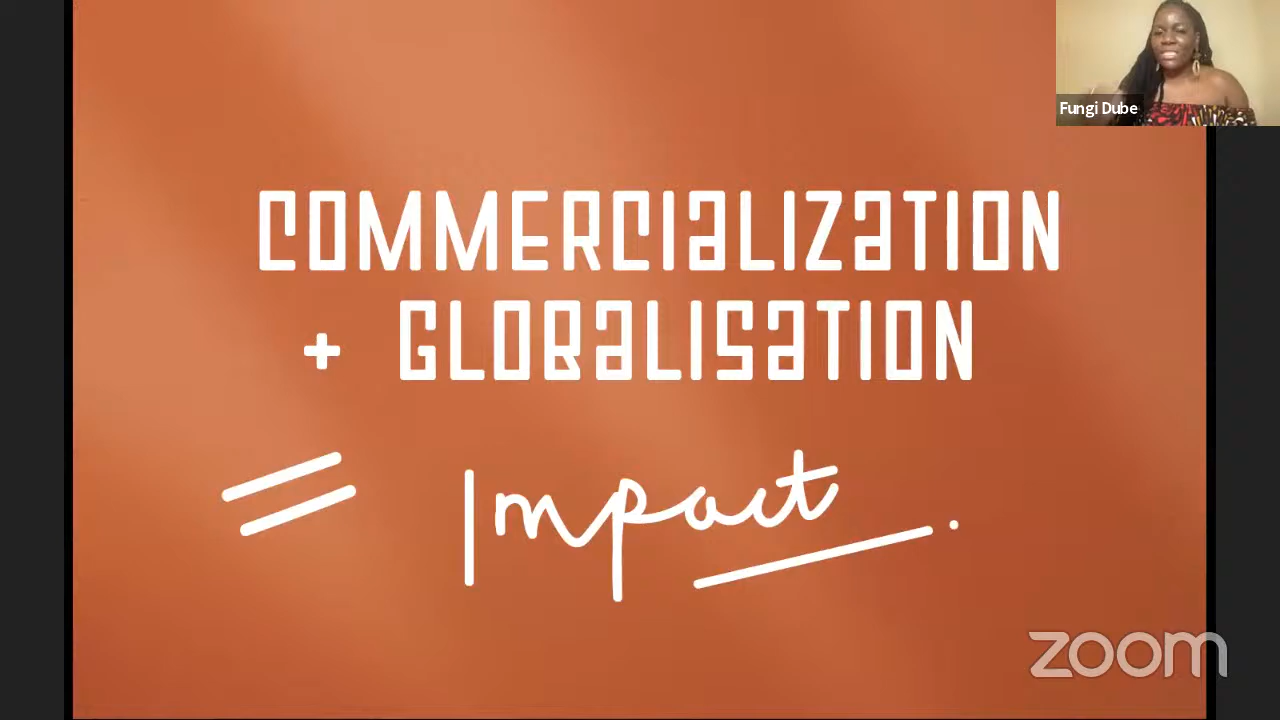 Fungi Dube
COMMERCIaLIZaTION
+ GLOBaLISaTION
= Impact.
zoom